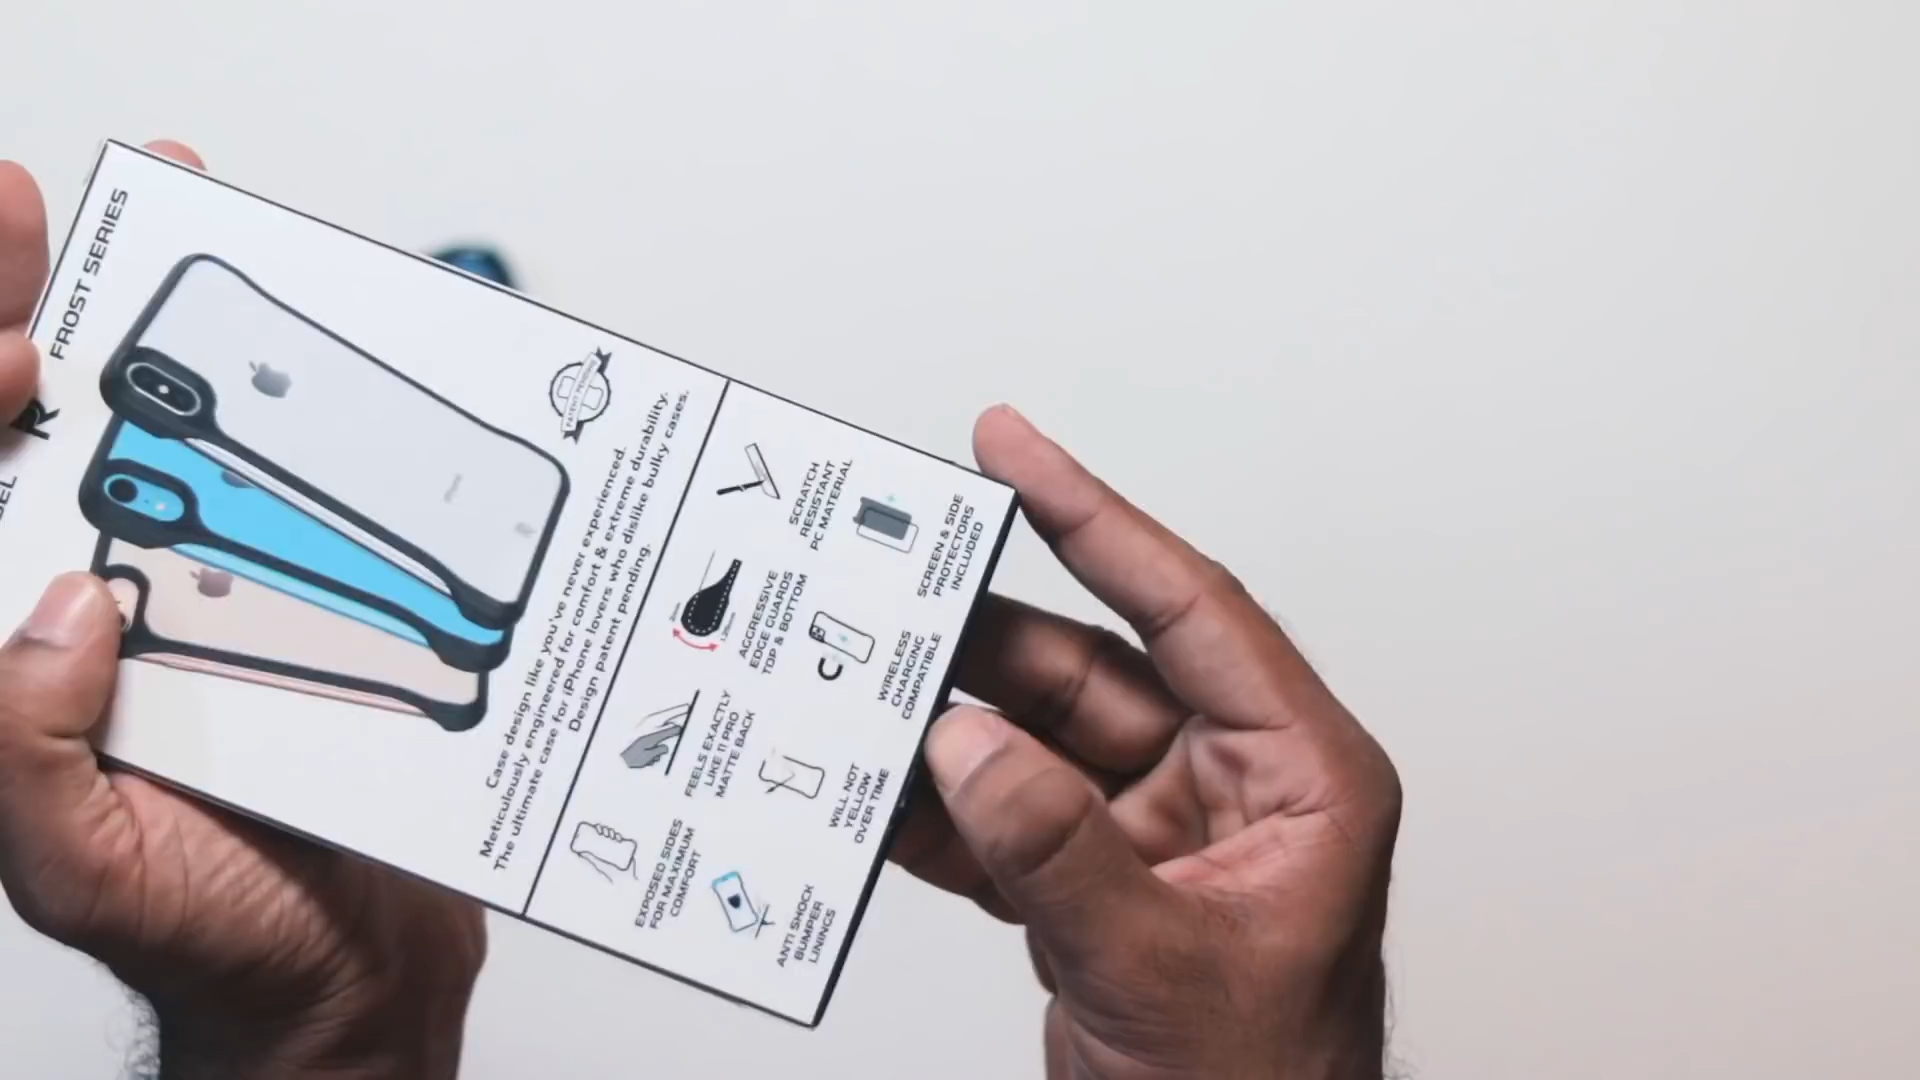 FROST SERIES
R
PATENT PENDING
Case design like you've never experienced.
Meticulously engineered for comfort & extreme durability.
The ultimate case for iPhone lovers who dislike bulky cases.
Design patent pending.
EXPOSED SIDES
FOR MAXIMUM
COMFORT
FEELS EXACTLY
LIKE 11 PRO
MATTE BACK
AGGRESSIVE
EDGE GUARDS
TOP & BOTTOM
SCRATCH
RESISTANT
PC MATERIAL
ANTI SHOCK
BUMPER
LININGS
WILL NOT
YELLOW
OVER TIME
WIRELESS
CHARGING
COMPATIBLE
SCREEN & SIDE
PROTECTORS
INCLUDED